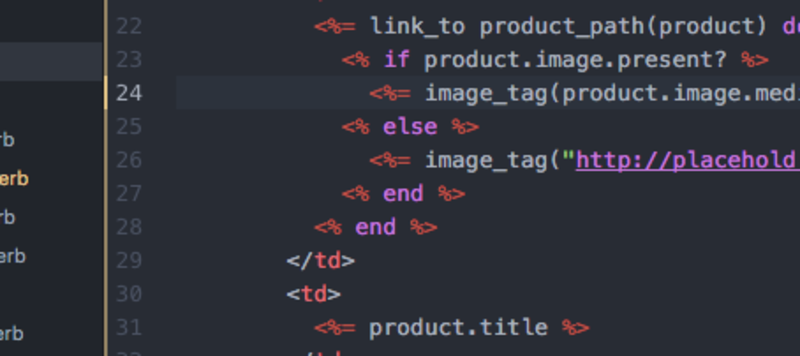 22 <%= link_to product_path(product) do
23 <% if product.image.present? %>
24 <%= image_tag(product.image.medi
25 <% else %>
26 <%= image_tag("http://placehold.
27 <% end %>
28 <% end %>
29 </td>
30 <td>
31 <%= product.title %>
rb
erb
rb
erb
erb